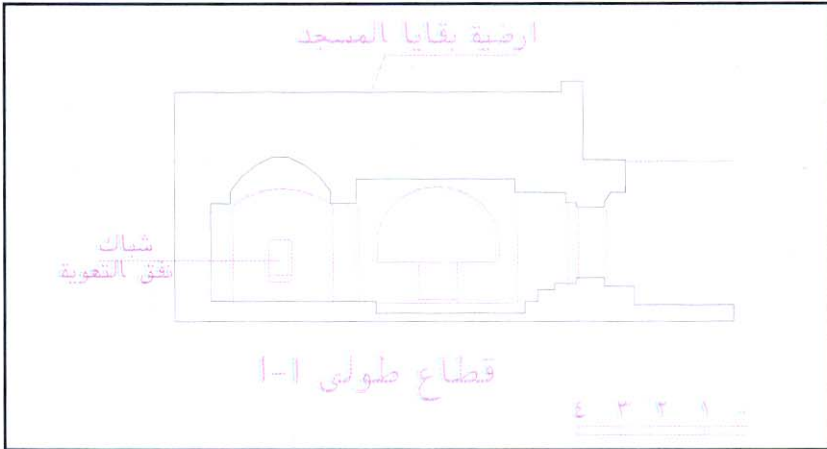 ارضية بقايا المسجد
شباك
نفق التهوية
قطاع طولى ١-١
٤ ٣ ٢ ١